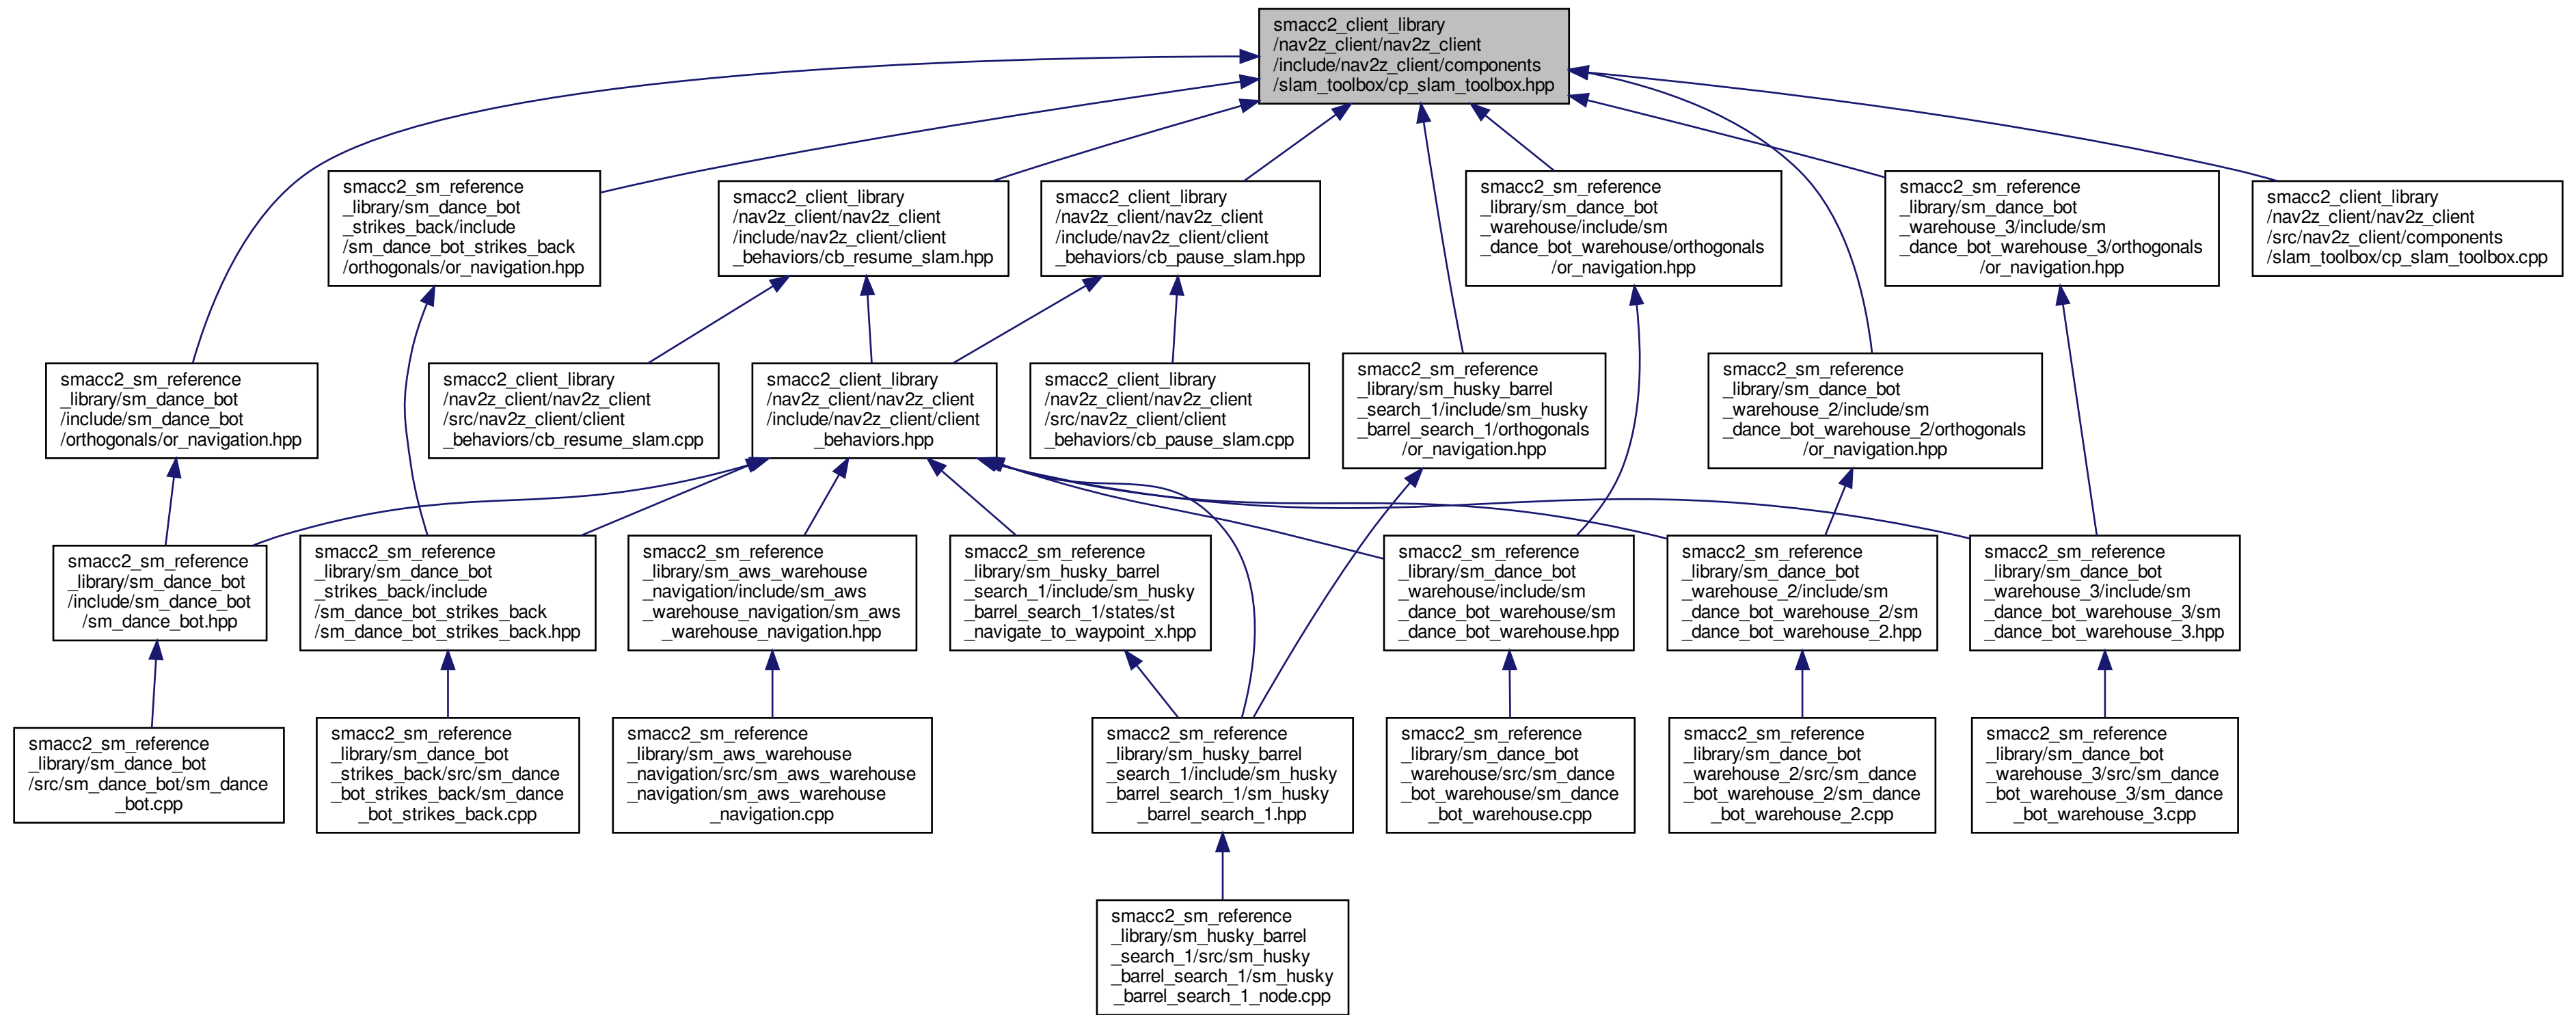 smacc2_client_library
/nav2z_client/nav2z_client
/include/nav2z_client/components
/slam_toolbox/cp_slam_toolbox.hpp
smacc2_sm_reference
_library/sm_dance_bot
_strikes_back/include
/sm_dance_bot_strikes_back
/orthogonals/or_navigation.hpp
smacc2_client_library
/nav2z_client/nav2z_client
/include/nav2z_client/client
_behaviors/cb_resume_slam.hpp
smacc2_client_library
/nav2z_client/nav2z_client
/include/nav2z_client/client
_behaviors/cb_pause_slam.hpp
smacc2_sm_reference
_library/sm_dance_bot
_warehouse/include/sm
_dance_bot_warehouse/orthogonals
/or_navigation.hpp
smacc2_sm_reference
_library/sm_dance_bot
_warehouse_3/include/sm
_dance_bot_warehouse_3/orthogonals
/or_navigation.hpp
smacc2_client_library
/nav2z_client/nav2z_client
/src/nav2z_client/components
/slam_toolbox/cp_slam_toolbox.cpp
smacc2_sm_reference
_library/sm_dance_bot
/include/sm_dance_bot
/orthogonals/or_navigation.hpp
smacc2_client_library
/nav2z_client/nav2z_client
/src/nav2z_client/client
_behaviors/cb_resume_slam.cpp
smacc2_client_library
/nav2z_client/nav2z_client
/include/nav2z_client/client
_behaviors.hpp
smacc2_client_library
/nav2z_client/nav2z_client
/src/nav2z_client/client
_behaviors/cb_pause_slam.cpp
smacc2_sm_reference
_library/sm_husky_barrel
_search_1/include/sm_husky
_barrel_search_1/orthogonals
/or_navigation.hpp
smacc2_sm_reference
_library/sm_dance_bot
_warehouse_2/include/sm
_dance_bot_warehouse_2/orthogonals
/or_navigation.hpp
smacc2_sm_reference
_library/sm_dance_bot
/include/sm_dance_bot
/sm_dance_bot.hpp
smacc2_sm_reference
_library/sm_dance_bot
_strikes_back/include
/sm_dance_bot_strikes_back
/sm_dance_bot_strikes_back.hpp
smacc2_sm_reference
_library/sm_aws_warehouse
_navigation/include/sm_aws
_warehouse_navigation/sm_aws
_warehouse_navigation.hpp
smacc2_sm_reference
_library/sm_husky_barrel
_search_1/include/sm_husky
_barrel_search_1/states/st
_navigate_to_waypoint_x.hpp
smacc2_sm_reference
_library/sm_dance_bot
_warehouse/include/sm
_dance_bot_warehouse/sm
_dance_bot_warehouse.hpp
smacc2_sm_reference
_library/sm_dance_bot
_warehouse_2/include/sm
_dance_bot_warehouse_2/sm
_dance_bot_warehouse_2.hpp
smacc2_sm_reference
_library/sm_dance_bot
_warehouse_3/include/sm
_dance_bot_warehouse_3/sm
_dance_bot_warehouse_3.hpp
smacc2_sm_reference
_library/sm_dance_bot
/src/sm_dance_bot/sm_dance
_bot.cpp
smacc2_sm_reference
_library/sm_dance_bot
_strikes_back/src/sm_dance
_bot_strikes_back/sm_dance
_bot_strikes_back.cpp
smacc2_sm_reference
_library/sm_aws_warehouse
_navigation/src/sm_aws_warehouse
_navigation/sm_aws_warehouse
_navigation.cpp
smacc2_sm_reference
_library/sm_husky_barrel
_search_1/include/sm_husky
_barrel_search_1/sm_husky
_barrel_search_1.hpp
smacc2_sm_reference
_library/sm_dance_bot
_warehouse/src/sm_dance
_bot_warehouse/sm_dance
_bot_warehouse.cpp
smacc2_sm_reference
_library/sm_dance_bot
_warehouse_2/src/sm_dance
_bot_warehouse_2/sm_dance
_bot_warehouse_2.cpp
smacc2_sm_reference
_library/sm_dance_bot
_warehouse_3/src/sm_dance
_bot_warehouse_3/sm_dance
_bot_warehouse_3.cpp
smacc2_sm_reference
_library/sm_husky_barrel
_search_1/src/sm_husky
_barrel_search_1/sm_husky
_barrel_search_1_node.cpp